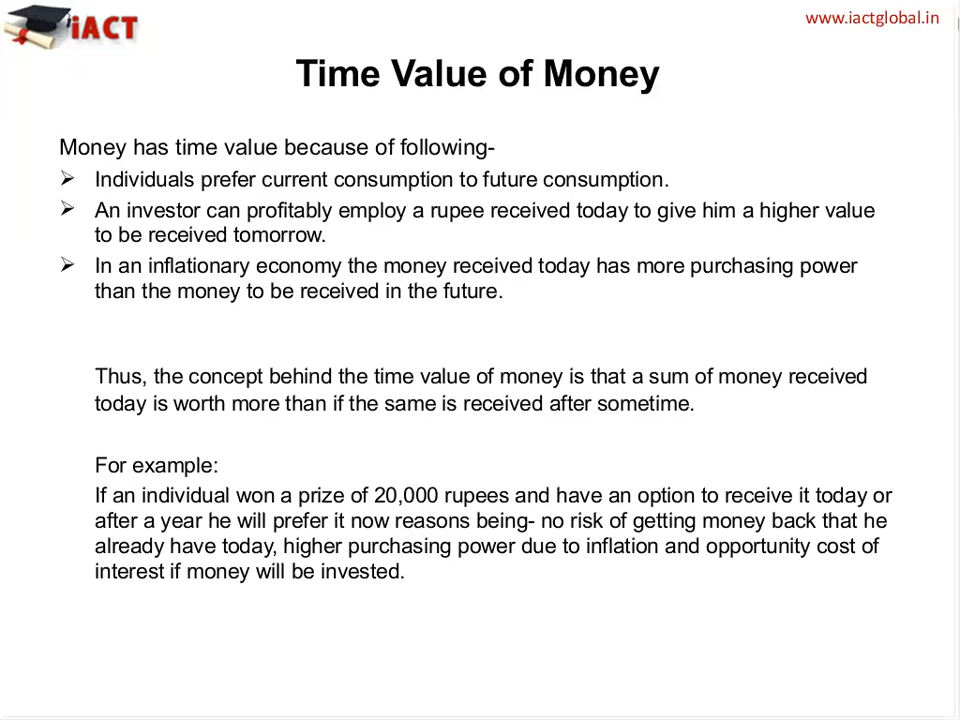 iACT
www.iactglobal.in
Time Value of Money
Money has time value because of following-
➢ Individuals prefer current consumption to future consumption.
➢ An investor can profitably employ a rupee received today to give him a higher value
to be received tomorrow.
➢ In an inflationary economy the money received today has more purchasing power
than the money to be received in the future.
Thus, the concept behind the time value of money is that a sum of money received
today is worth more than if the same is received after sometime.
For example:
If an individual won a prize of 20,000 rupees and have an option to receive it today or
after a year he will prefer it now reasons being- no risk of getting money back that he
already have today, higher purchasing power due to inflation and opportunity cost of
interest if money will be invested.